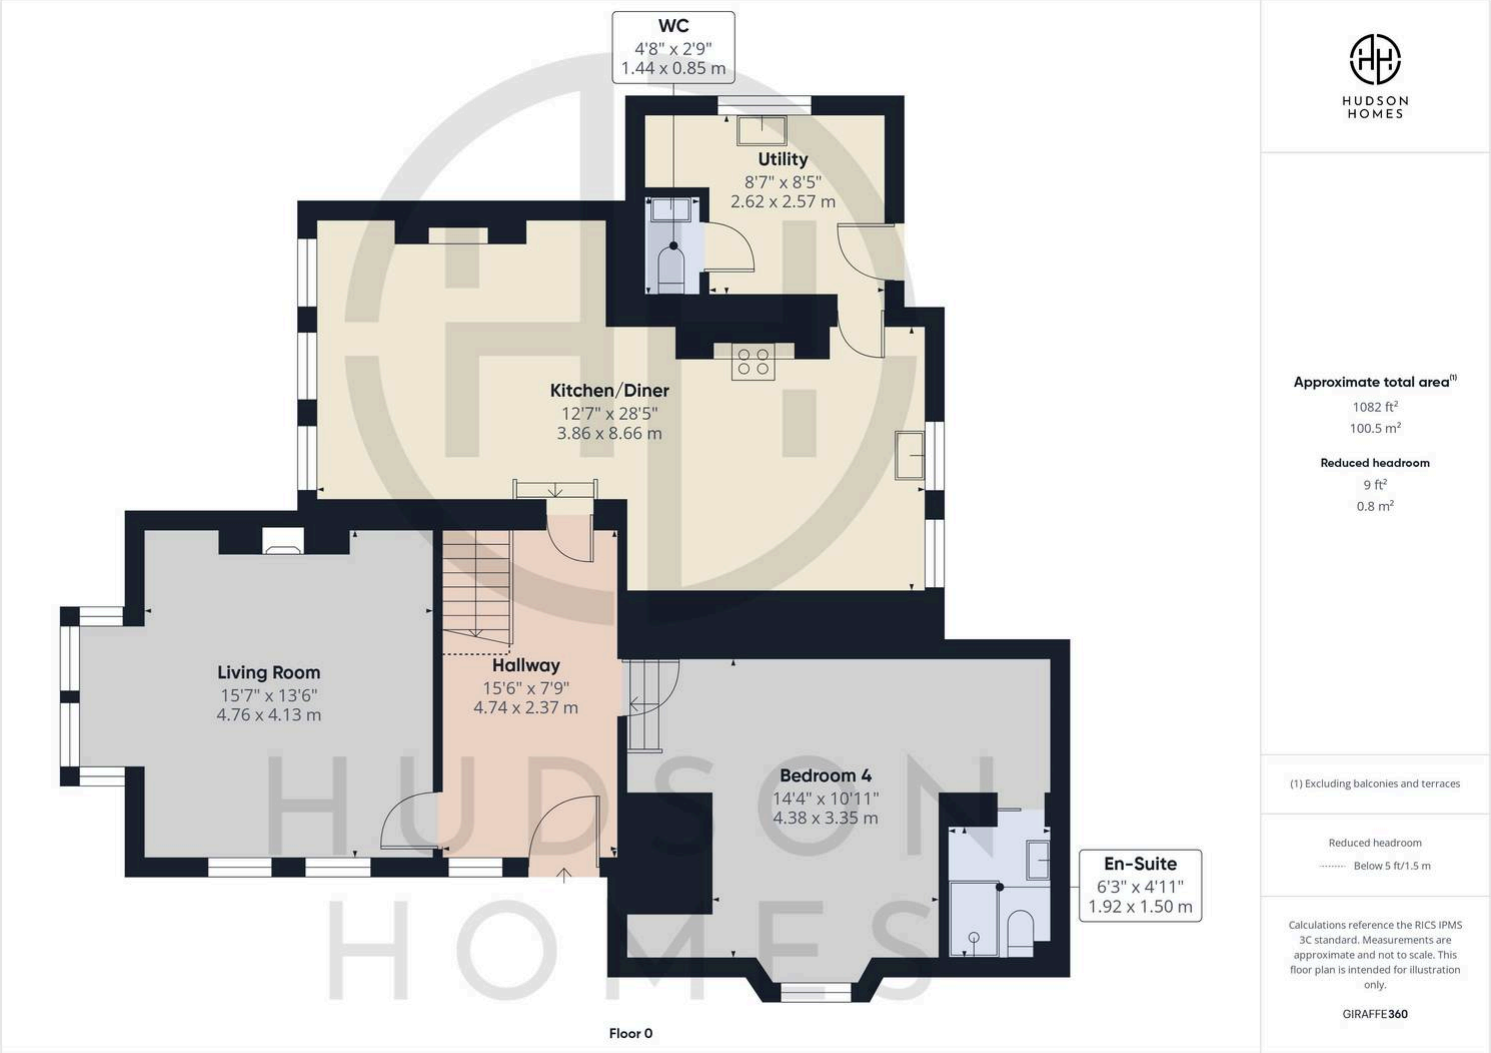 WC
4'8" x 2'9"
1.44 x 0.85 m
Utility
8'7" x 8'5"
2.62 x 2.57 m
Kitchen/Diner
12'7" x 28'5"
3.86 x 8.66 m
Living Room
15'7" x 13'6"
4.76 x 4.13 m
Hallway
15'6" x 7'9"
4.74 x 2.37 m
Bedroom 4
14'4" x 10'11"
4.38 x 3.35 m
En-Suite
6'3" x 4'11"
1.92 x 1.50 m
HUDSON
HOMES
Floor 0
HUDSON
HOMES
Approximate total area⁽¹⁾
1082 ft²
100.5 m²
Reduced headroom
9 ft²
0.8 m²
(1) Excluding balconies and terraces
Reduced headroom
Below 5 ft/1.5 m
Calculations reference the RICS IPMS
3C standard. Measurements are
approximate and not to scale. This
floor plan is intended for illustration
only.
GIRAFFE360